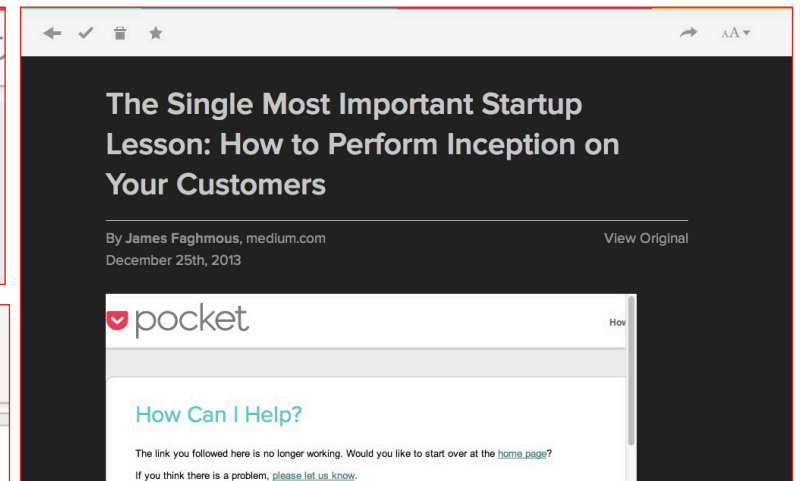 AA
The Single Most Important Startup
Lesson: How to Perform Inception on
Your Customers
By James Faghmous, medium.com
View Original
December 25th, 2013
pocket
How
How Can I Help?
The link you followed here is no longer working. Would you like to start over at the home page?
If you think there is a problem, please let us know.